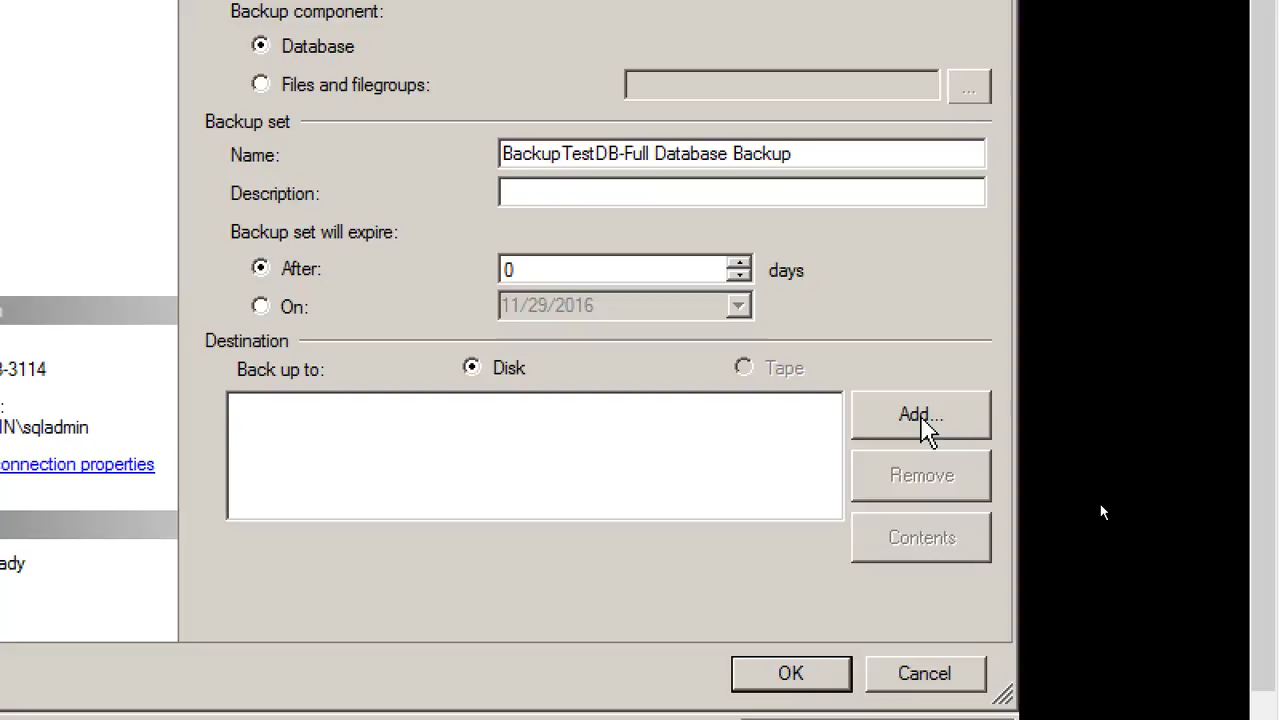 Backup component:
Database
Files and filegroups:
...
Backup set
Name:
BackupTestDB-Full Database Backup
Description:
Backup set will expire:
After:
0
days
On:
11/29/2016
Destination
Back up to:
Disk
Tape
3-3114
:
IN\sqladmin
onnection properties
ady
Add...
Remove
Contents
OK
Cancel